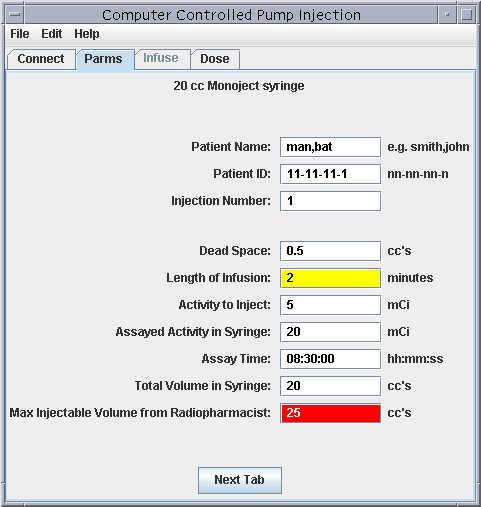 Computer Controlled Pump Injection
File Edit Help
Connect Parms Infuse Dose
20 cc Monoject syringe
Patient Name: man,bat e.g. smith,john
Patient ID: 11-11-11-1 nn-nn-nn-n
Injection Number: 1
Dead Space: 0.5 cc's
Length of Infusion: 2 minutes
Activity to Inject: 5 mCi
Assayed Activity in Syringe: 20 mCi
Assay Time: 08:30:00 hh:mm:ss
Total Volume in Syringe: 20 cc's
Max Injectable Volume from Radiopharmacist: 25 cc's
Next Tab